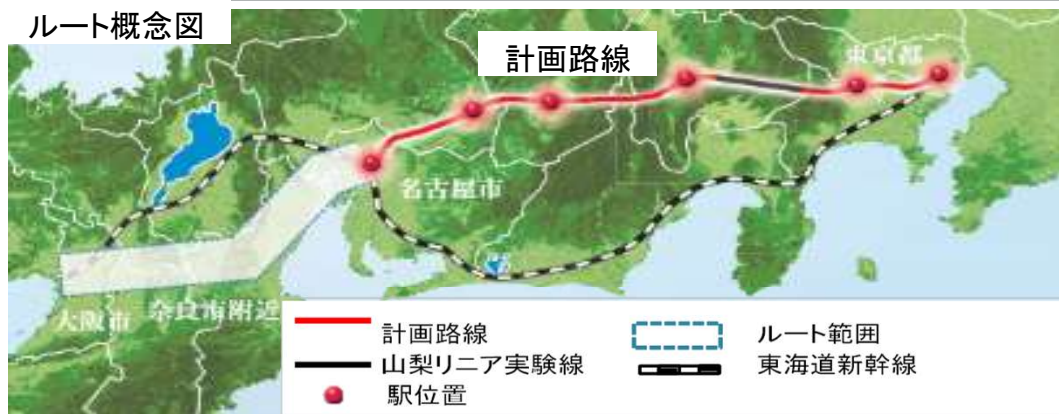 ルート概念図
計画路線
東京都
名古屋市
奈良市附近
大阪市
計画路線
ルート範囲
山梨リニア実験線
東海道新幹線
駅位置